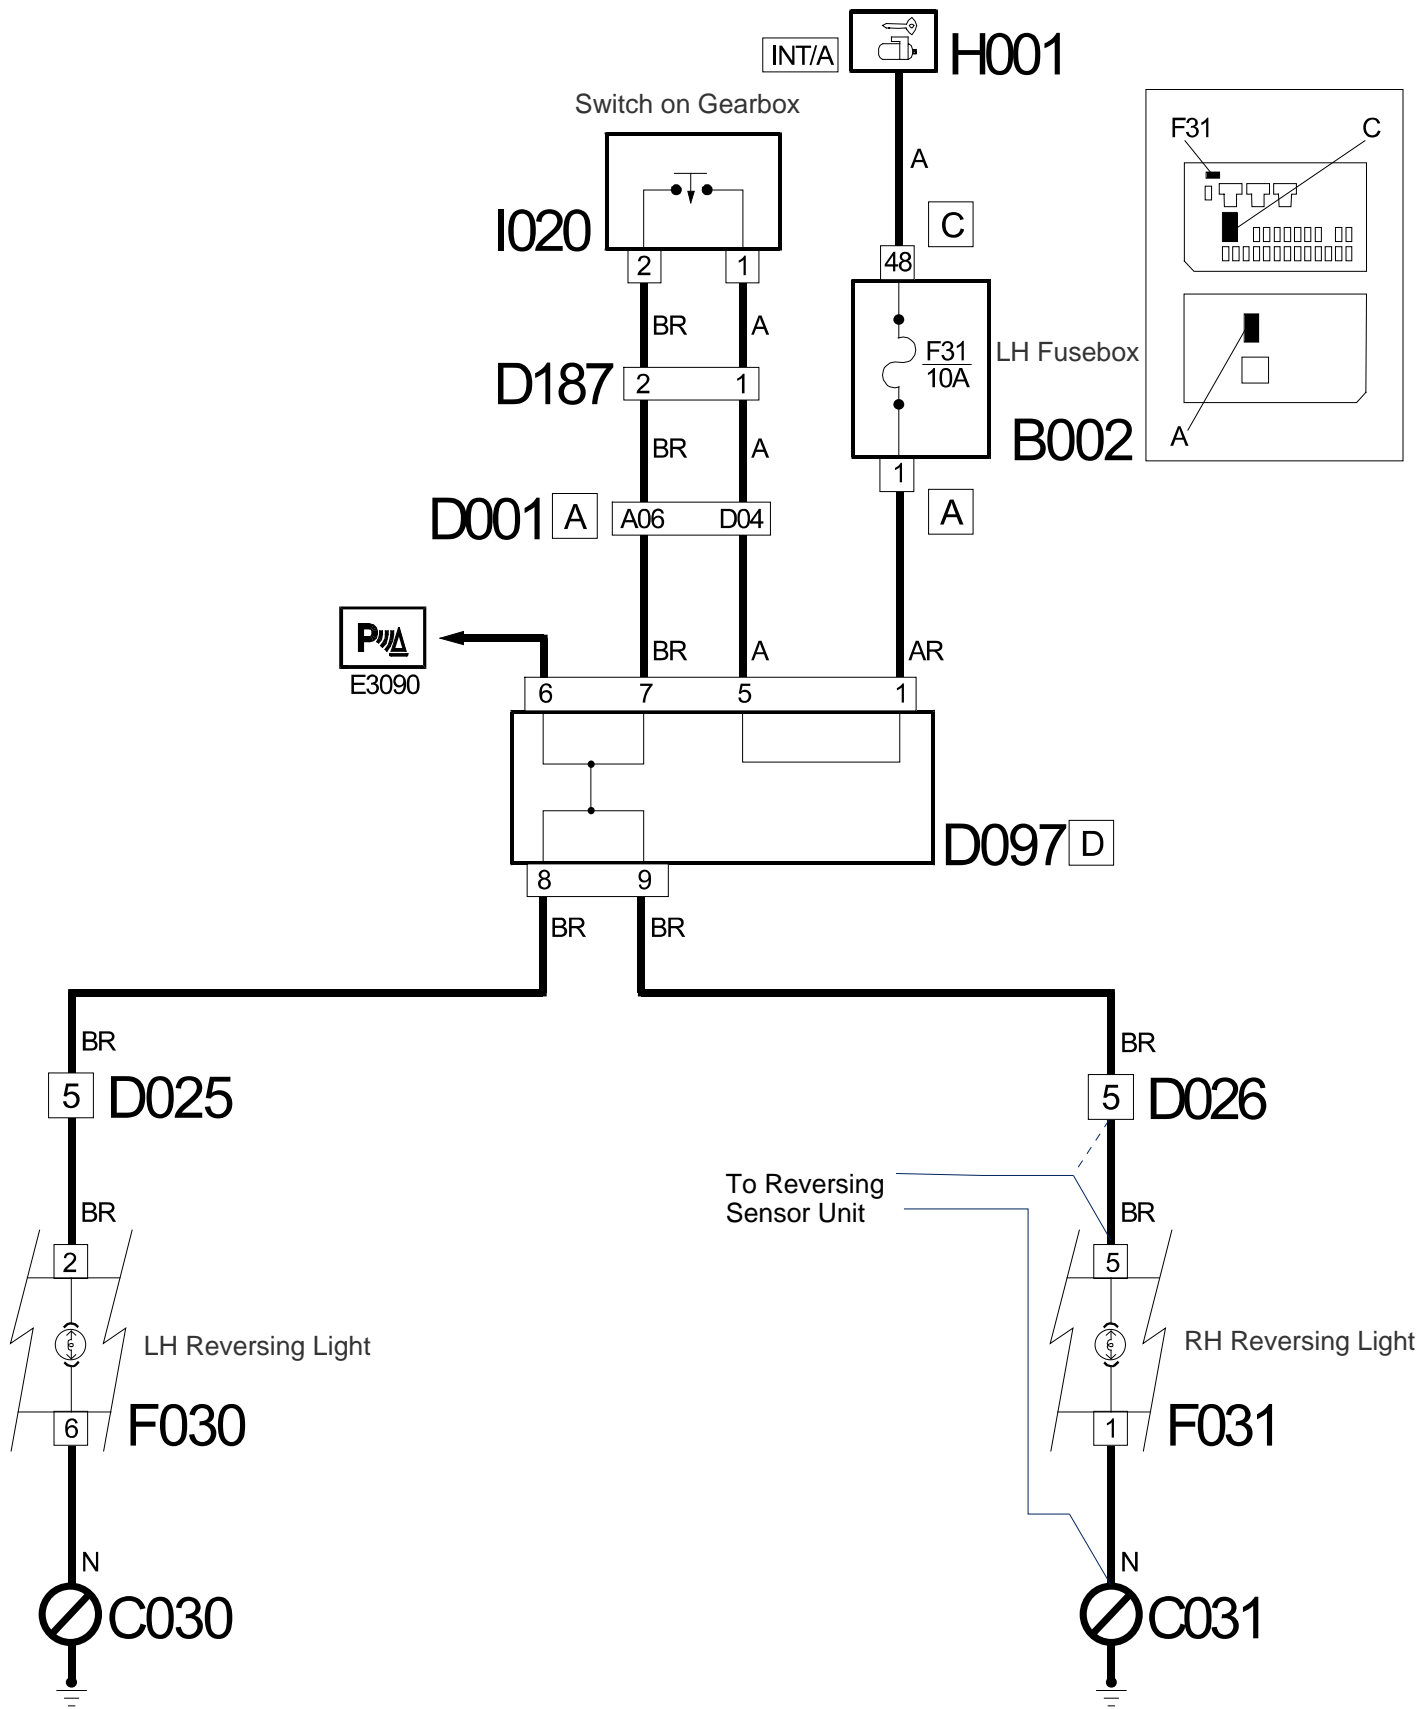 INT/A
H001
Switch on Gearbox
F31
C
A
I020
C
2
1
48
BR
A
F31
10A
LH Fusebox
D187
2
1
A
B002
BR
A
1
D001
A
A06
D04
A
P
E3090
BR
A
AR
6
7
5
1
D097
D
8
9
BR
BR
BR
BR
5
D025
5
D026
To Reversing
Sensor Unit
BR
BR
2
5
LH Reversing Light
RH Reversing Light
6
F030
1
F031
N
N
C030
C031